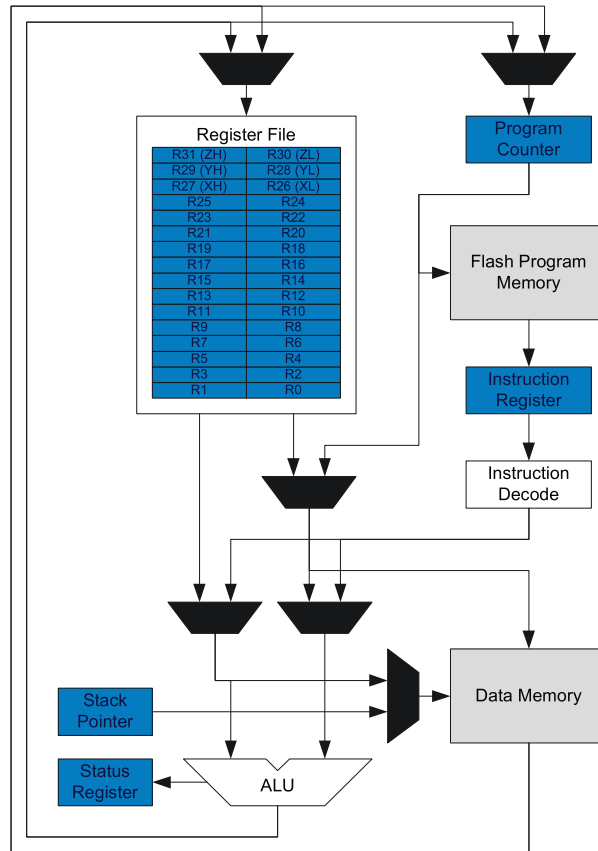 Register File
R31 (ZH) R30 (ZL)
R29 (YH) R28 (YL)
R27 (XH) R26 (XL)
R25 R24
R23 R22
R21 R20
R19 R18
R17 R16
R15 R14
R13 R12
R11 R10
R9 R8
R7 R6
R5 R4
R3 R2
R1 R0
Program
Counter
Flash Program
Memory
Instruction
Register
Instruction
Decode
Stack
Pointer
Data Memory
Status
Register
ALU